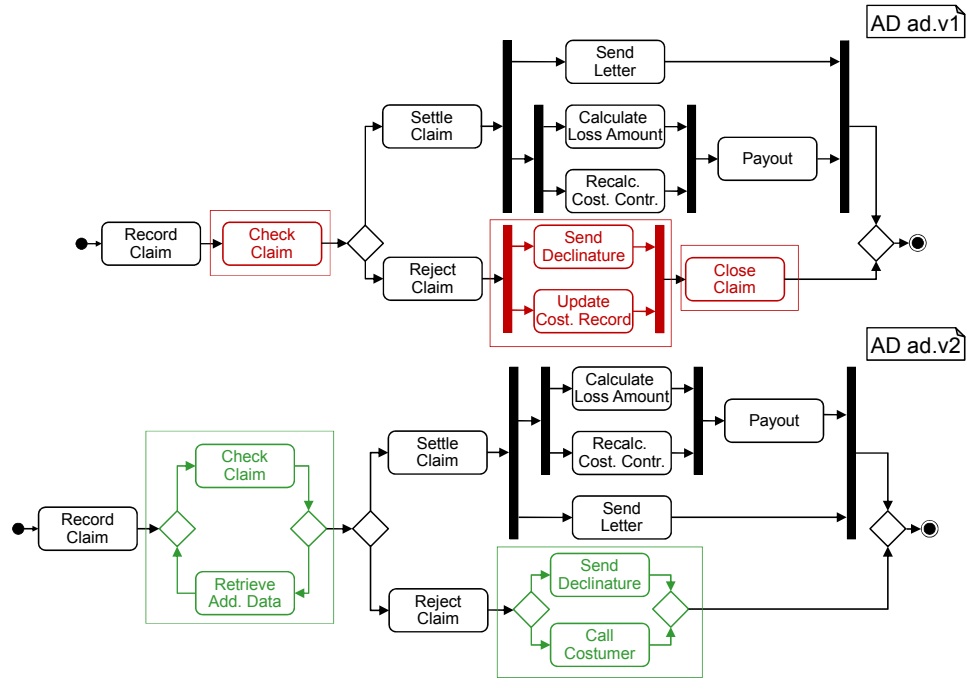 AD ad.v1
Send
Letter
Settle
Claim
Calculate
Loss Amount
Payout
Recalc.
Cost. Contr.
Record
Claim
Check
Claim
Reject
Claim
Send
Declinature
Update
Cost. Record
Close
Claim
AD ad.v2
Calculate
Loss Amount
Payout
Settle
Claim
Recalc.
Cost. Contr.
Check
Claim
Record
Claim
Send
Letter
Retrieve
Add. Data
Reject
Claim
Send
Declinature
Call
Costumer